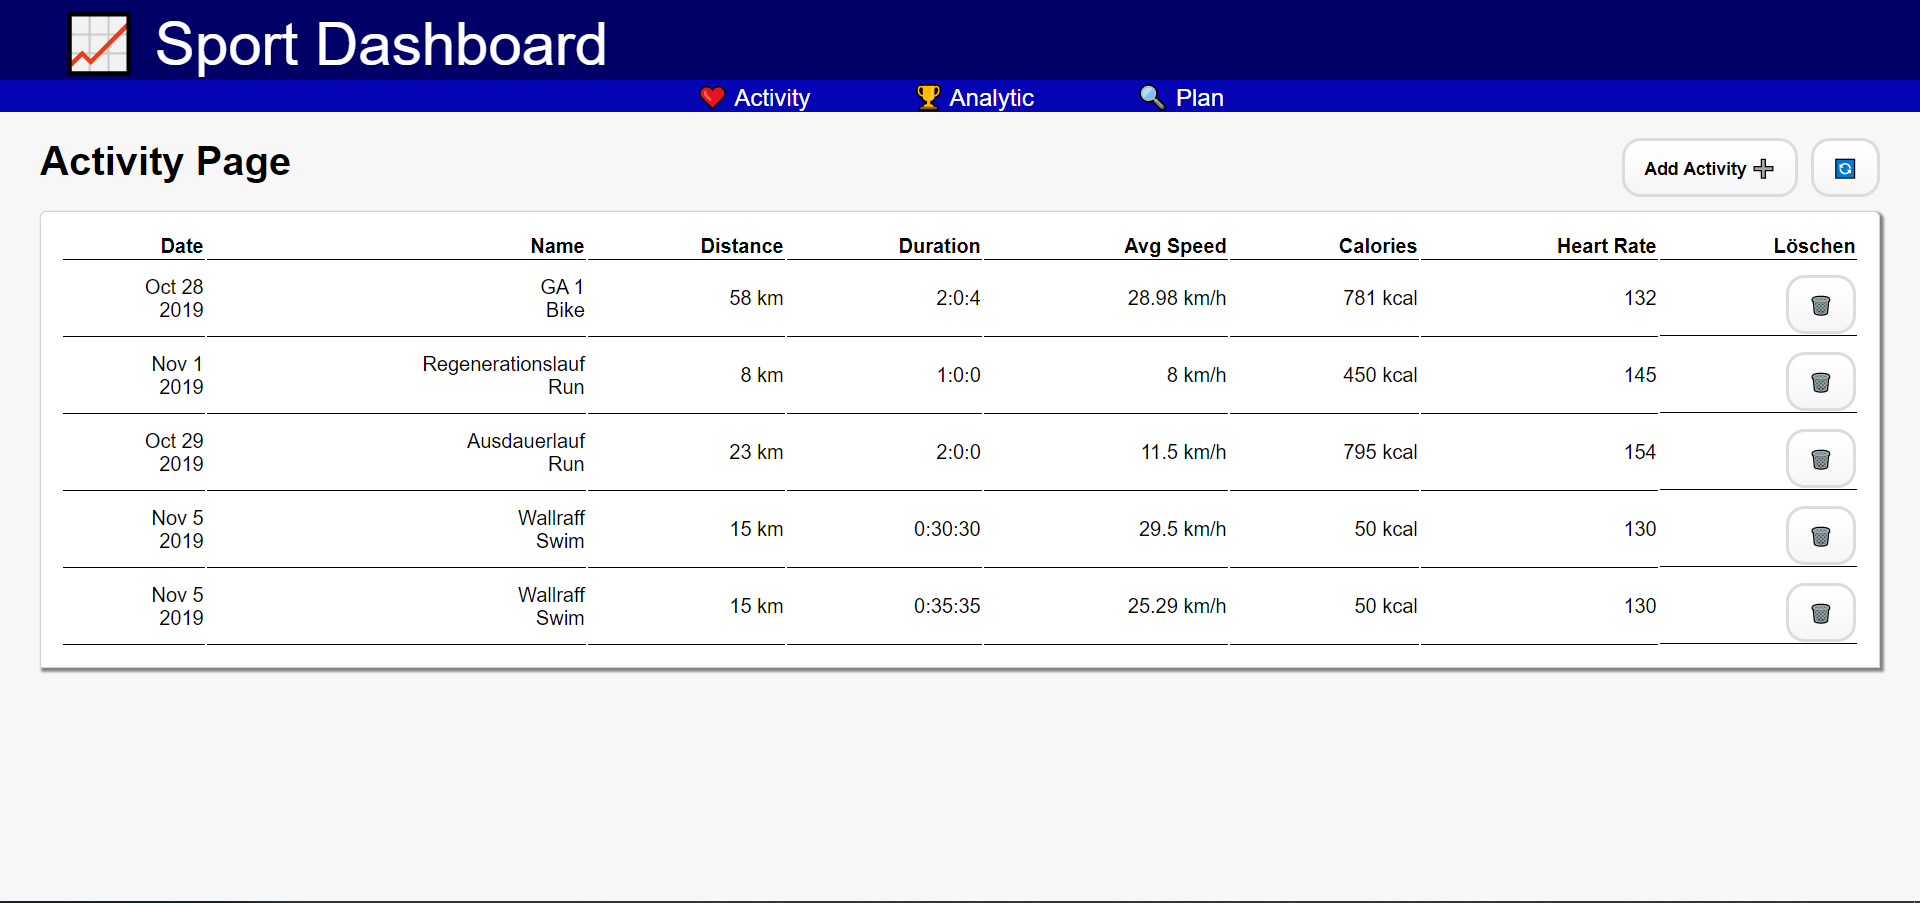 Sport Dashboard
Activity Analytic Plan
Activity Page
Add Activity
Date Name Distance Duration Avg Speed Calories Heart Rate Löschen
Oct 28 2019 GA 1 Bike 58 km 2:0:4 28.98 km/h 781 kcal 132
Nov 1 2019 Regenerationslauf Run 8 km 1:0:0 8 km/h 450 kcal 145
Oct 29 2019 Ausdauerlauf Run 23 km 2:0:0 11.5 km/h 795 kcal 154
Nov 5 2019 Wallraff Swim 15 km 0:30:30 29.5 km/h 50 kcal 130
Nov 5 2019 Wallraff Swim 15 km 0:35:35 25.29 km/h 50 kcal 130